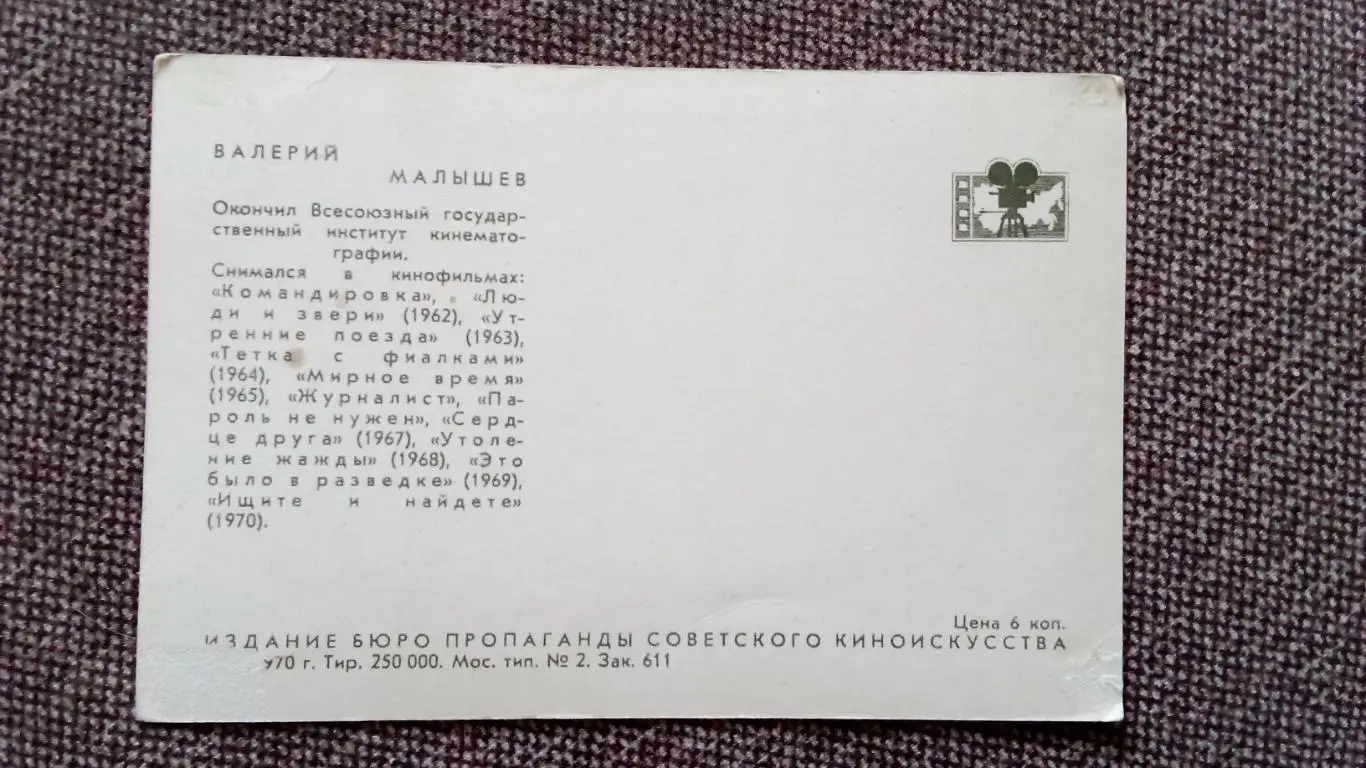 ВАЛЕРИЙ
МАЛЫШЕВ
Окончил Всесоюзный государ-
ственный институт кинемато-
графии.
Снимался в кинофильмах:
«Командировка», «Лю-
ди и звери» (1962), «Ут-
ренние поезда» (1963),
«Тетка с фиалками»
(1964), «Мирное время»
(1965), «Журналист», «Па-
роль не нужен», «Серд-
це друга» (1967), «Утоле-
ние жажды» (1968), «Это
было в разведке» (1969),
«Ищите и найдете»
(1970).
Цена 6 коп.
ИЗДАНИЕ БЮРО ПРОПАГАНДЫ СОВЕТСКОГО КИНОИСКУССТВА
970 г. Тир. 250 000. Мос. тип. № 2. Зак. 611